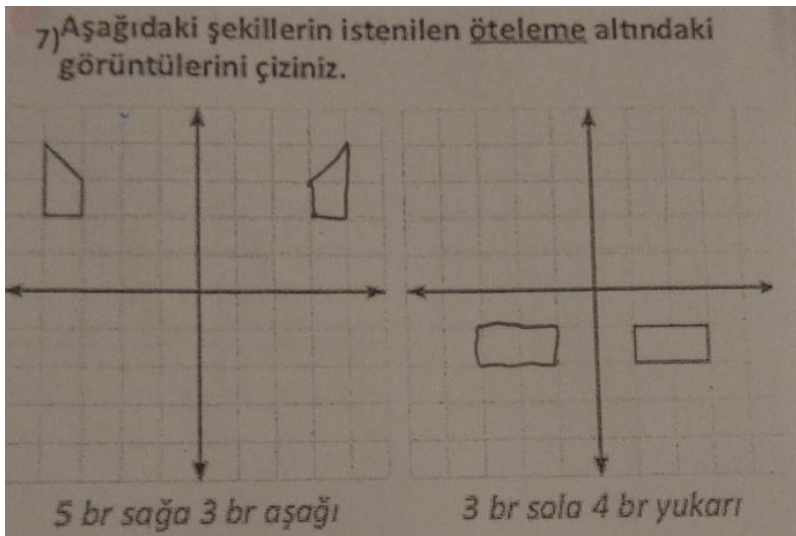 7) Aşağıdaki şekillerin istenilen öteleme altındaki
görüntülerini çiziniz.
5 br sağa 3 br aşağı
3 br sola 4 br yukarı